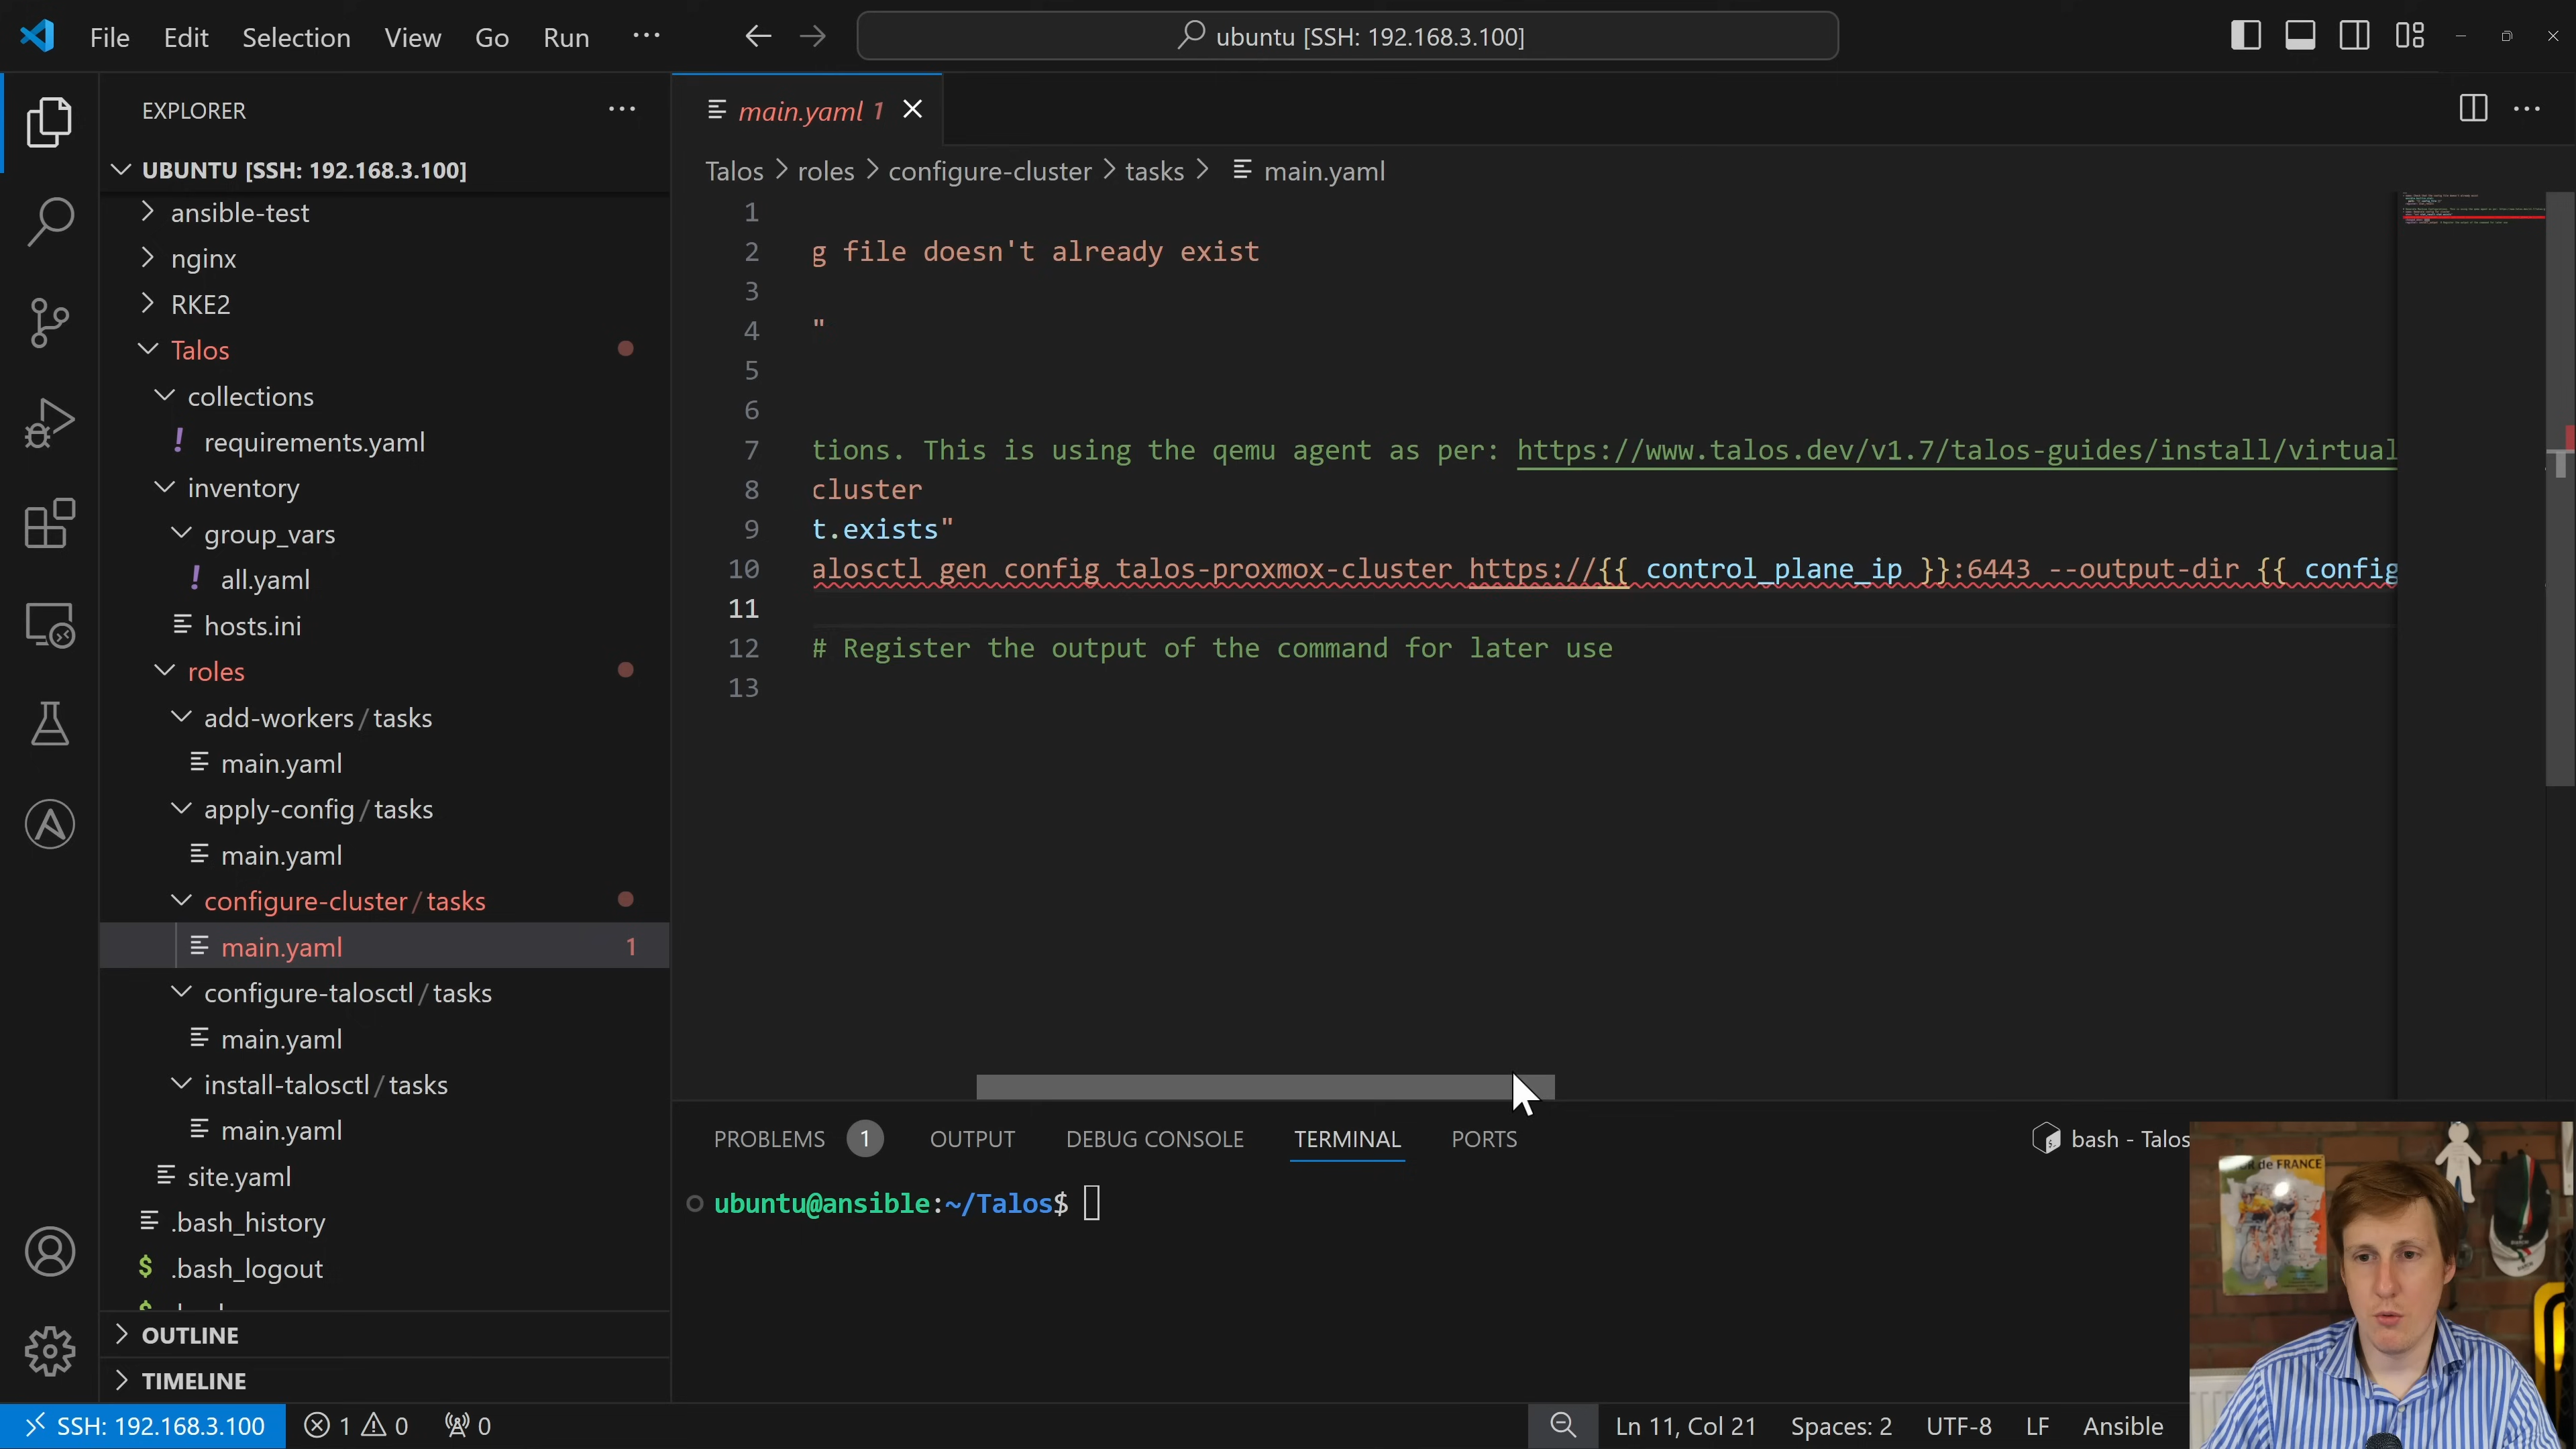 File Edit Selection View Go Run ···
ubuntu [SSH: 192.168.3.100]
EXPLORER
UBUNTU [SSH: 192.168.3.100]
ansible-test
nginx
RKE2
Talos
collections
! requirements.yaml
inventory
group_vars
! all.yaml
hosts.ini
roles
add-workers / tasks
main.yaml
apply-config / tasks
main.yaml
configure-cluster / tasks
main.yaml 1
configure-talosctl / tasks
main.yaml
install-talosctl / tasks
main.yaml
site.yaml
.bash_history
$ .bash_logout
OUTLINE
TIMELINE
main.yaml 1
Talos > roles > configure-cluster > tasks > main.yaml
1
2 g file doesn't already exist
3
4 "
5
6
7 tions. This is using the qemu agent as per: https://www.talos.dev/v1.7/talos-guides/install/virtual
8 cluster
9 t.exists"
10 alosctl gen config talos-proxmox-cluster https://{{ control_plane_ip }}:6443 --output-dir {{ config
11
12 # Register the output of the command for later use
13
PROBLEMS 1 OUTPUT DEBUG CONSOLE TERMINAL PORTS
bash - Talos
ubuntu@ansible:~/Talos$
DE FRANCE
SSH: 192.168.3.100 1 0 0
Ln 11, Col 21 Spaces: 2 UTF-8 LF Ansible